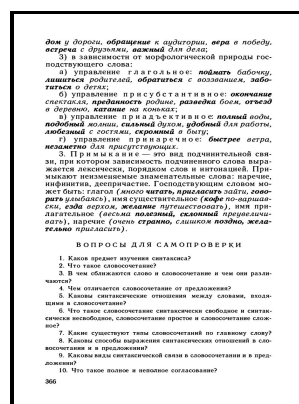 дом у дороги, обращение к аудитории, вера в победу,
встреча с друзьями, важный для дела;
3) в зависимости от морфологической природы гос-
подствующего слова:
а) управление глагольное: поймать бабочку,
лишиться родителей, обратиться с воззванием, забо-
титься о детях;
б) управление присубстантивное: окончание
спектакля, преданность родине, разведка боем, отъезд
в деревню, катание на коньках;
в) управление приадъективное: полный воды,
подобный молнии, сильный духом, удобный для работы,
любезный с гостями, скромный в быту;
г) управление принаречное: быстрее ветра,
незаметно для присутствующих.
3. Примыкание — это вид подчинительной свя-
зи, при котором зависимость подчиненного слова выра-
жается лексически, порядком слов и интонацией. При-
мыкают неизменяемые знаменательные слова: наречие,
инфинитив, деепричастие. Господствующим словом мо-
жет быть: глагол (много читать, пригласить зайти, гово-
рить улыбаясь), имя существительное (кофе по-варшав-
ски, езда верхом, желание путешествовать), имя при-
лагательное (весьма полезный, склонный преувеличи-
вать), наречие (очень странно, слишком поздно, жела-
тельно пригласить).
ВОПРОСЫ ДЛЯ САМОПРОВЕРКИ
1. Каков предмет изучения синтаксиса?
2. Что такое словосочетание?
3. В чем сближаются слово и словосочетание и чем они разли-
чаются?
4. Чем отличается словосочетание от предложения?
5. Каковы синтаксические отношения между словами, входя-
щими в словосочетание?
6. Что такое словосочетание синтаксически свободное и синтак-
сически несвободное, словосочетание простое и словосочетание слож-
ное?
7. Какие существуют типы словосочетаний по главному слову?
8. Каковы способы выражения синтаксических отношений в сло-
восочетании и в предложении?
9. Каковы виды синтаксической связи в словосочетании и в пред-
ложении?
10. Что такое полное и неполное согласование?
366